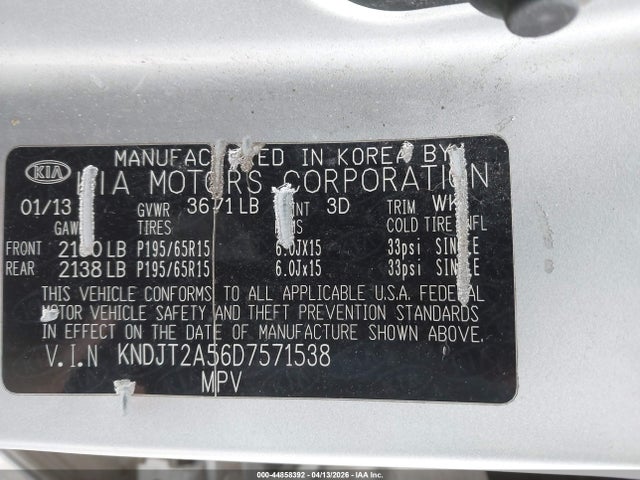 MANUFACTURED IN KOREA BY
KIA KIA MOTORS CORPORATION
01/13 GVWR 3671 LB 3D TRIM WK
TIRES COLD TIRE INFL
FRONT LB P195/65R15 6.0JX15 33psi SINGLE
REAR 2138 LB P195/65R15 6.0JX15 33psi SINGLE
THIS VEHICLE CONFORMS TO ALL APPLICABLE U.S.A. FEDERAL
MOTOR VEHICLE SAFETY AND THEFT PREVENTION STANDARDS
IN EFFECT ON THE DATE OF MANUFACTURE SHOWN ABOVE.
V.I.N KNDJT2A56D7571538
MPV
000-44858392 - 04/13/2026 - IAA Inc.